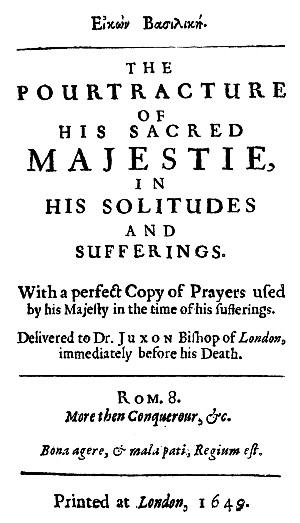 Εἰκὼν Βασιλική.
THE
POURTRACTURE
OF
HIS SACRED
MAJESTIE,
IN
HIS SOLITUDES
AND
SUFFERINGS.
With a perfect Copy of Prayers used
by his Majesty in the time of his sufferings.
Delivered to Dr. JUXON Bishop of London,
immediately before his Death.
ROM. 8.
More then Conquerour, &c.
Bona agere, & mala pati, Regium est.
Printed at London, 1649.